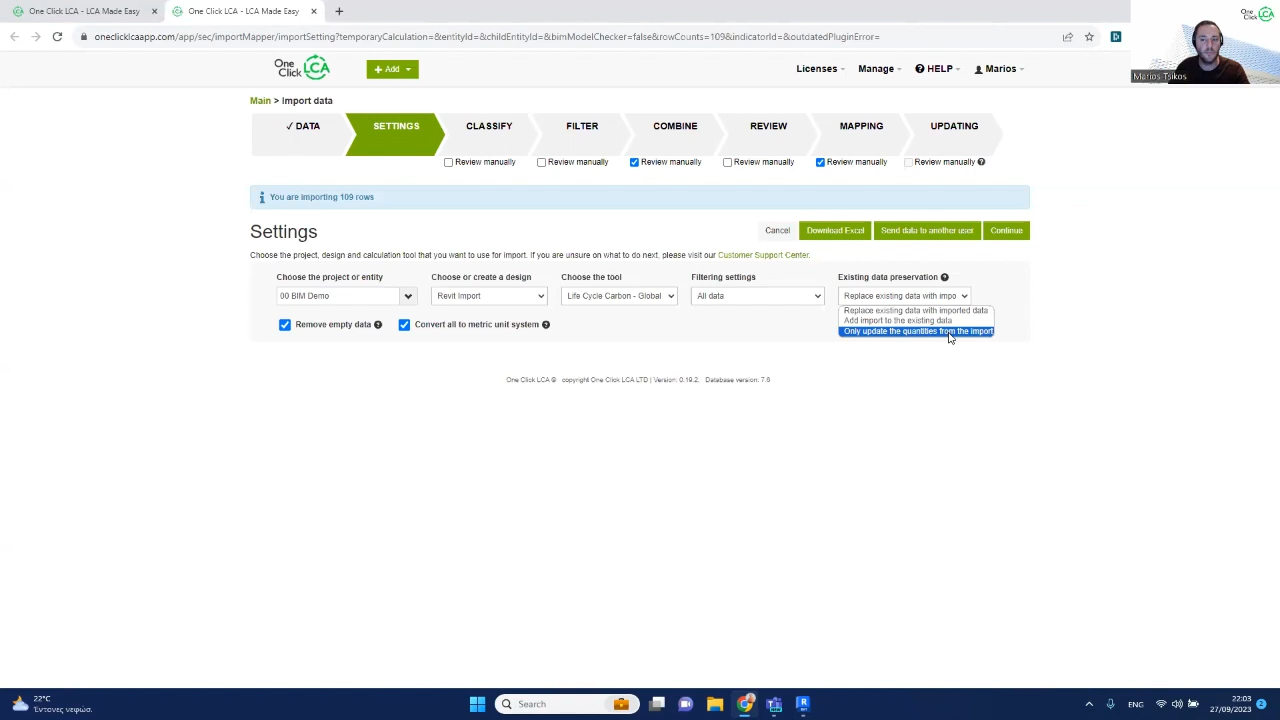 One Click LCA - LCA Made Easy
One Click LCA - LCA Made Easy
oneclicklcaapp.com/app/sec/importMapper/importSetting?temporaryCalculation=&entityId=&childEntityId=&bimModelChecker=false&rowCounts=109&indicatorId=&outdatedPluginError=
One Click LCA
Marios Tsikos
One Click LCA
Add
Licenses
Manage
HELP
Marios
Main > Import data
✓ DATA
SETTINGS
CLASSIFY
FILTER
COMBINE
REVIEW
MAPPING
UPDATING
Review manually
Review manually
Review manually
Review manually
Review manually
Review manually
You are importing 109 rows
Settings
Cancel
Download Excel
Send data to another user
Continue
Choose the project, design and calculation tool that you want to use for import. If you are unsure on what to do next, please visit our Customer Support Center.
Choose the project or entity
Choose or create a design
Choose the tool
Filtering settings
Existing data preservation
00 BIM Demo
Revit Import
Life Cycle Carbon - Global
All data
Replace existing data with impo
Replace existing data with imported data
Add import to the existing data
Only update the quantities from the import
Remove empty data
Convert all to metric unit system
One Click LCA © copyright One Click LCA LTD | Version: 0.19.2, Database version: 7.6
22°C
Έντονες νεφώσ.
Search
ENG
22:03
27/09/2023